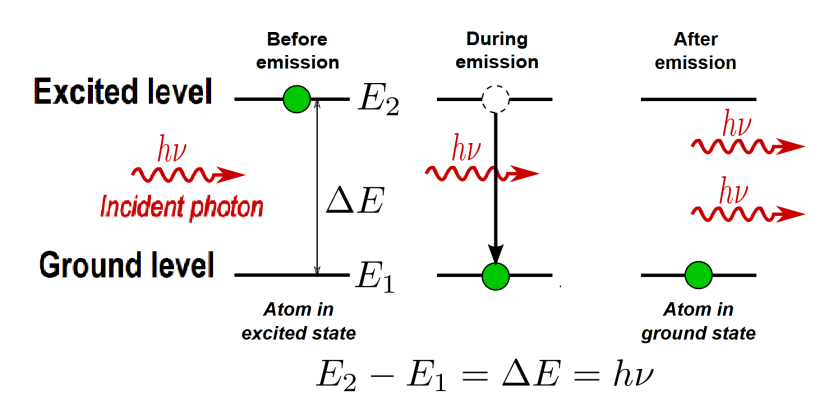 Before
emission
During
emission
After
emission
Excited level
E₂
hν
Incident photon
ΔE
hν
hν
hν
Ground level
E₁
Atom in
excited state
Atom in
ground state
E₂ − E₁ = ΔE = hν